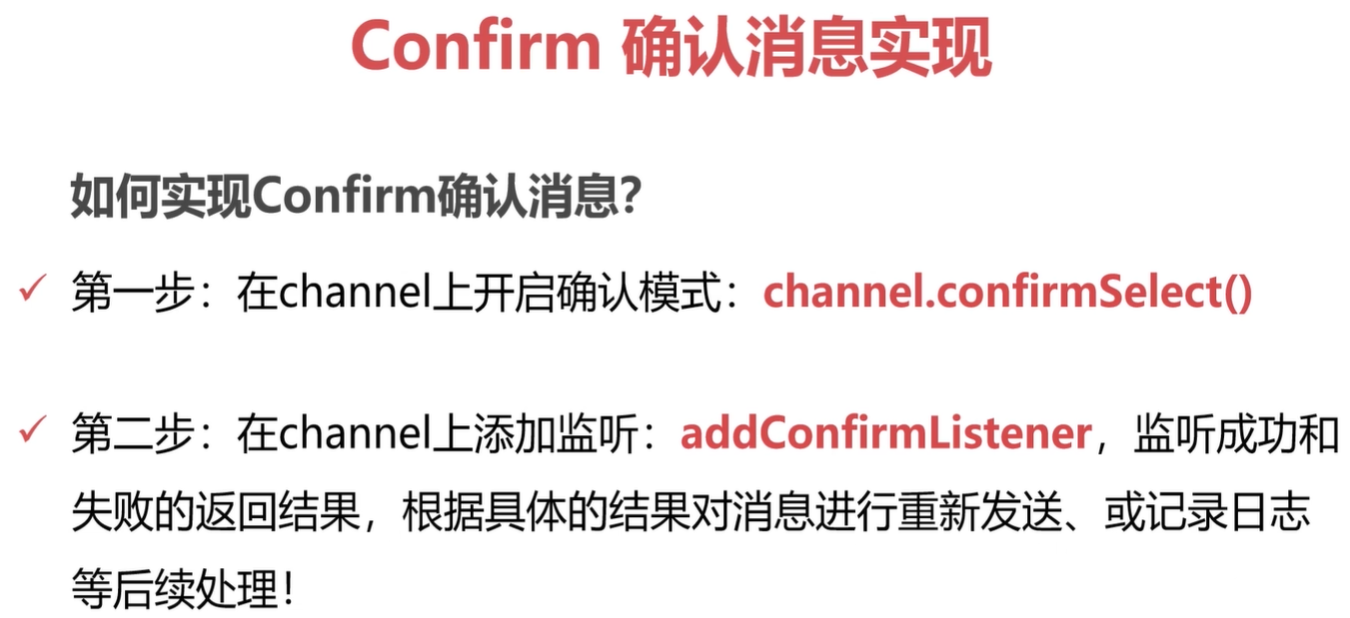 Confirm 确认消息实现
如何实现Confirm确认消息?
✓ 第一步：在channel上开启确认模式：channel.confirmSelect()
✓ 第二步：在channel上添加监听：addConfirmListener，监听成功和
失败的返回结果，根据具体的结果对消息进行重新发送、或记录日志
等后续处理！